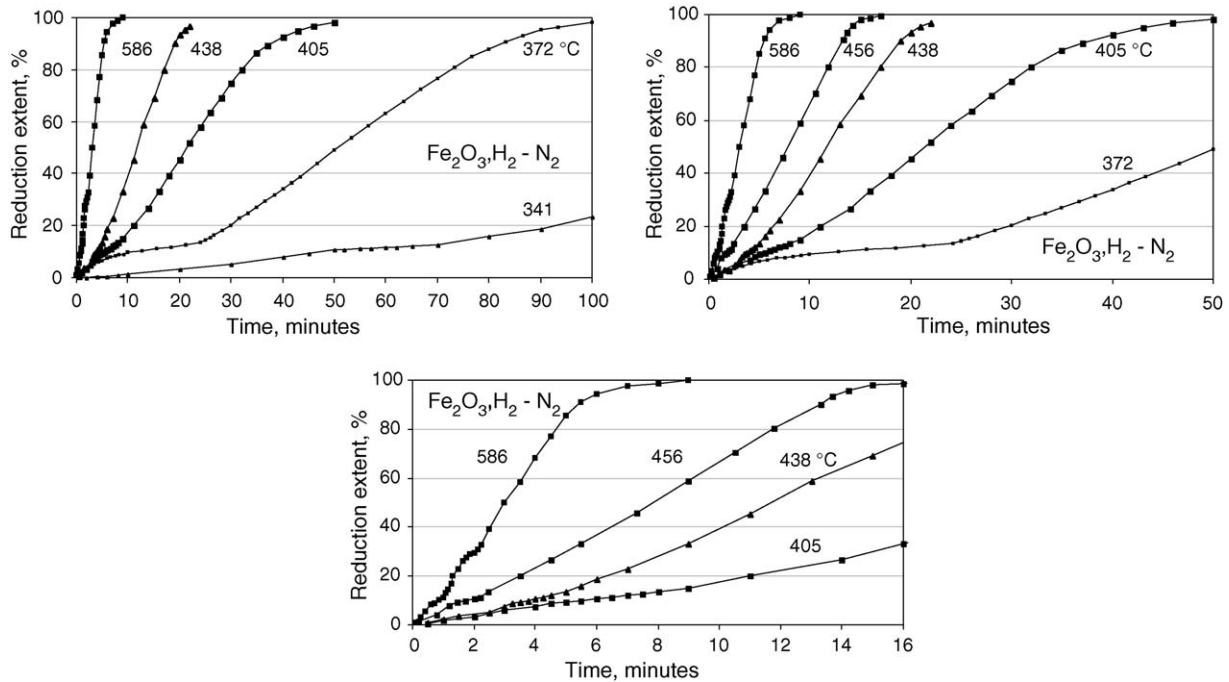 Reduction extent, %
100
80
60
40
20
0
586
438
405
372 °C
341
Fe₂O₃,H₂ - N₂
0 10 20 30 40 50 60 70 80 90 100
Time, minutes
Reduction extent, %
100
80
60
40
20
0
586
456
438
405 °C
372
Fe₂O₃,H₂ - N₂
0 10 20 30 40 50
Time, minutes
Reduction extent, %
100
80
60
40
20
0
Fe₂O₃,H₂ - N₂
586
456
438 °C
405
0 2 4 6 8 10 12 14 16
Time, minutes